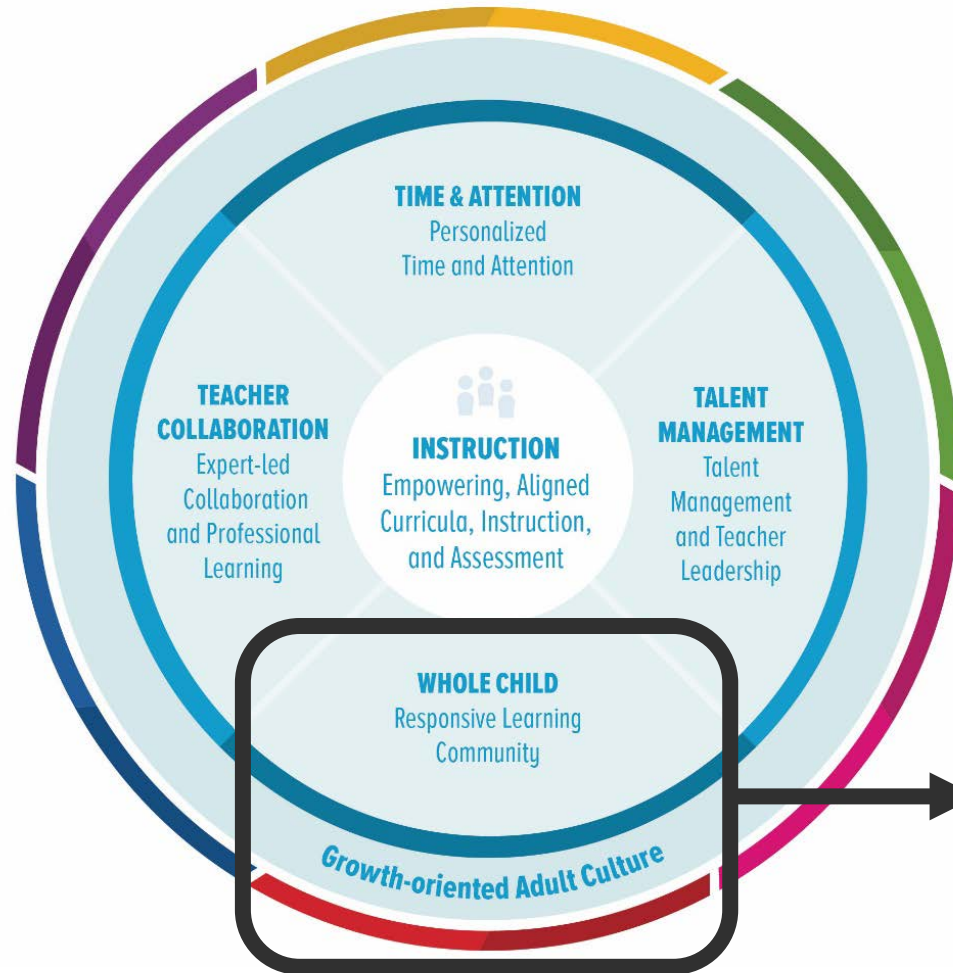 TIME & ATTENTION
Personalized
Time and Attention
TEACHER
COLLABORATION
Expert-led
Collaboration
and Professional
Learning
INSTRUCTION
Empowering, Aligned
Curricula, Instruction,
and Assessment
TALENT
MANAGEMENT
Talent
Management
and Teacher
Leadership
WHOLE CHILD
Responsive Learning
Community
Growth-oriented Adult Culture